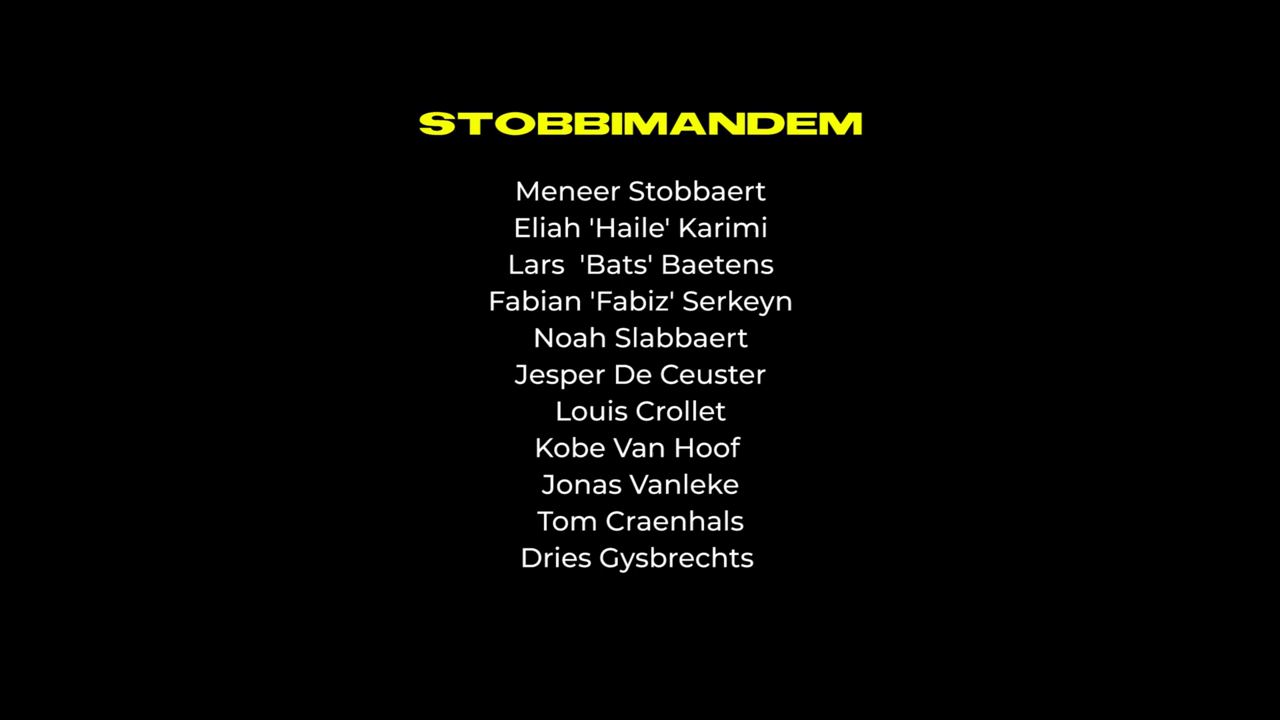 STOBBIMANDEM
Meneer Stobbaert
Eliah 'Haile' Karimi
Lars  'Bats' Baetens
Fabian 'Fabiz' Serkeyn
Noah Slabbaert
Jesper De Ceuster
Louis Crollet
Kobe Van Hoof
Jonas Vanleke
Tom Craenhals
Dries Gysbrechts